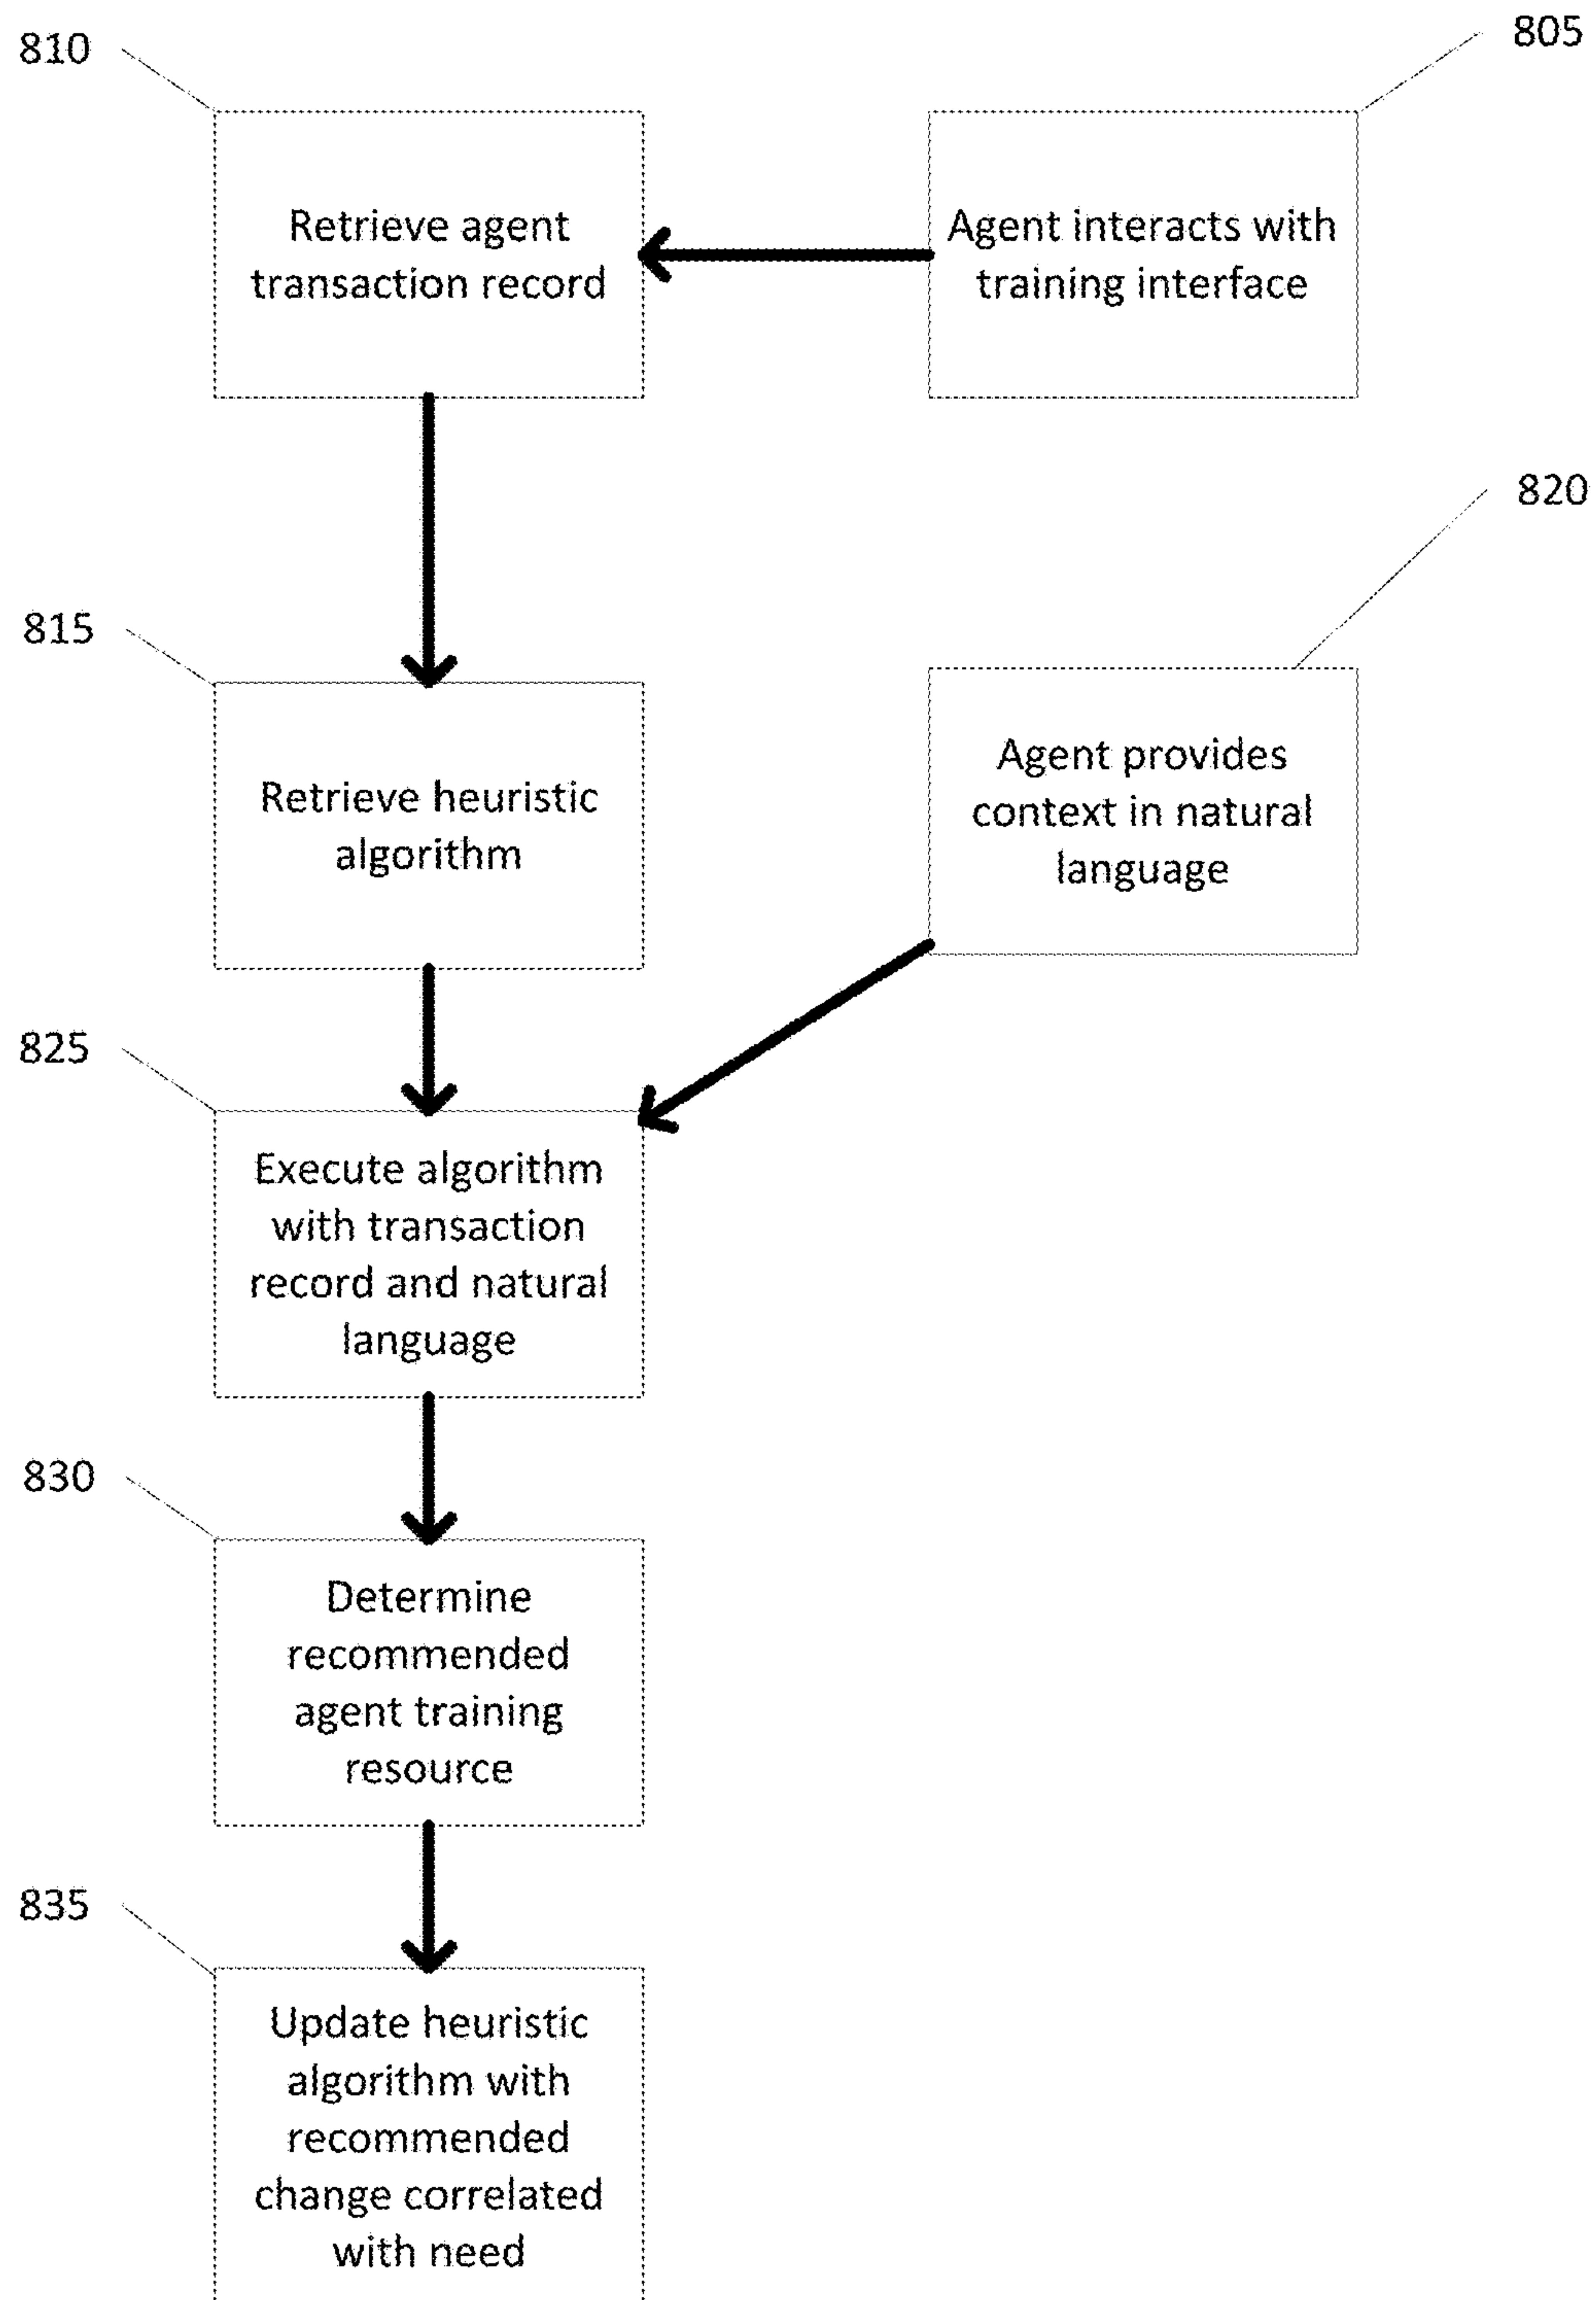 810
805
Retrieve agent
transaction record
Agent interacts with
training interface
820
815
Retrieve heuristic
algorithm
Agent provides
context in natural
language
825
Execute algorithm
with transaction
record and natural
language
830
Determine
recommended
agent training
resource
835
Update heuristic
algorithm with
recommended
change correlated
with need